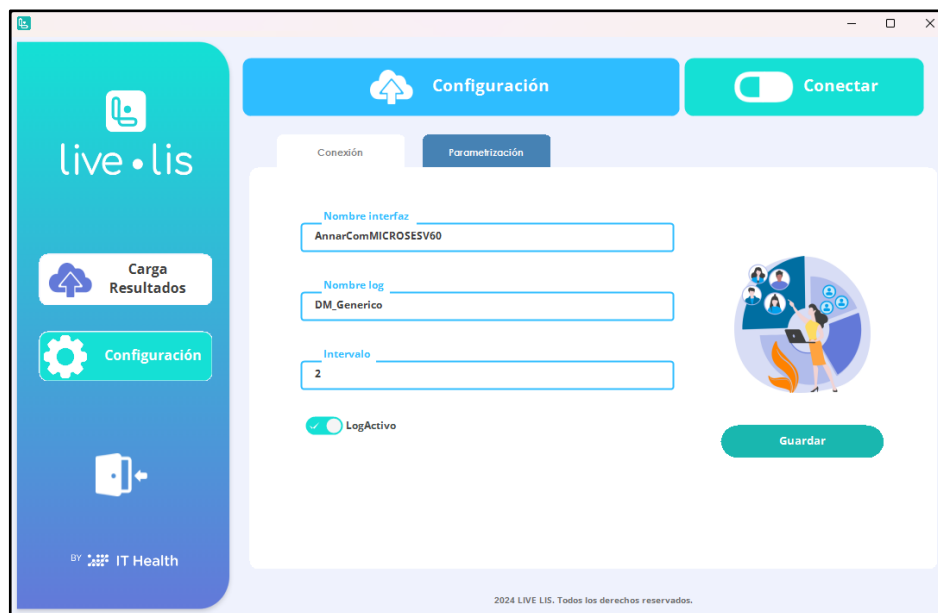 live lis
Carga
Resultados
Configuración
BY IT Health
Configuración
Conectar
Conexión
Parametrización
Nombre interfaz
AnnarComMICROSESV60
Nombre log
DM_Generico
Intervalo
2
LogActivo
Guardar
2024 LIVE LIS. Todos los derechos reservados.